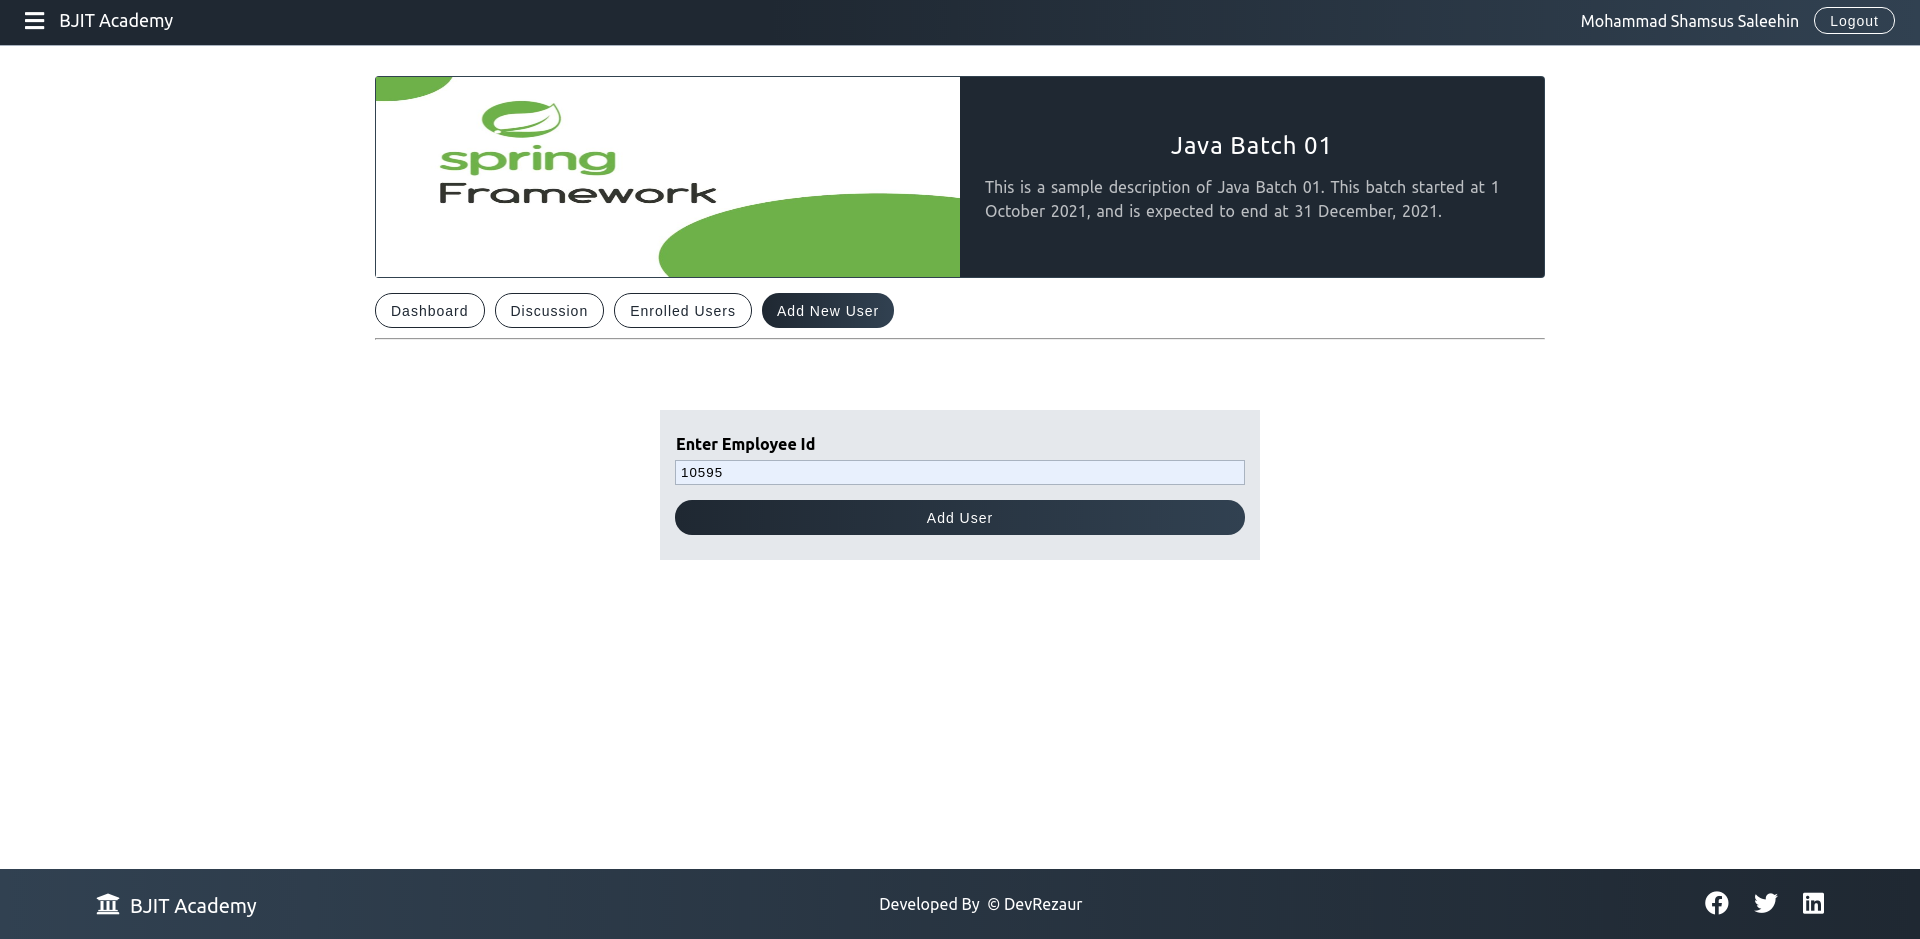 BJIT Academy
Mohammad Shamsus Saleehin
Logout
spring
Framework
Java Batch 01
This is a sample description of Java Batch 01. This batch started at 1
October 2021, and is expected to end at 31 December, 2021.
Dashboard
Discussion
Enrolled Users
Add New User
Enter Employee Id
10595
Add User
BJIT Academy
Developed By © DevRezaur